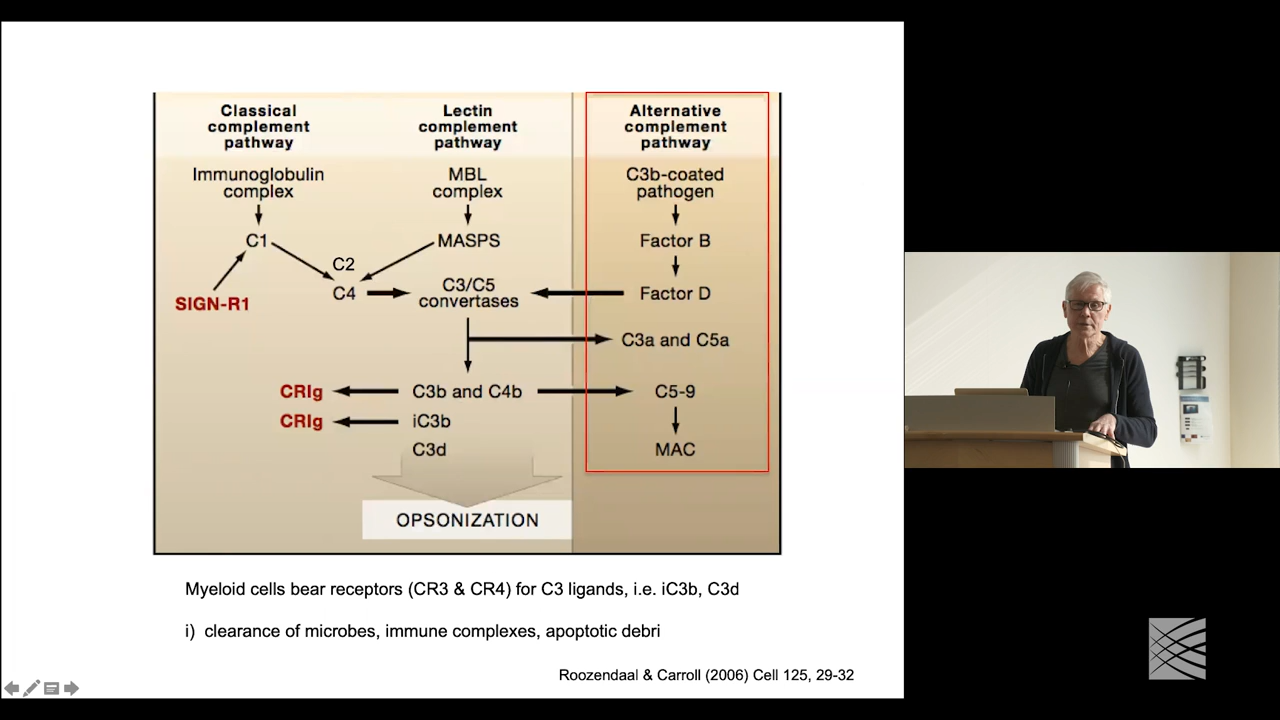 Classical
complement
pathway
Lectin
complement
pathway
Alternative
complement
pathway
Immunoglobulin
complex
MBL
complex
C3b-coated
pathogen
C1
MASPS
Factor B
C2
C4
SIGN-R1
C3/C5
convertases
Factor D
C3a and C5a
CRIg
C3b and C4b
C5-9
CRIg
iC3b
C3d
MAC
OPSONIZATION
Myeloid cells bear receptors (CR3 & CR4) for C3 ligands, i.e. iC3b, C3d
i) clearance of microbes, immune complexes, apoptotic debri
Roozendaal & Carroll (2006) Cell 125, 29-32